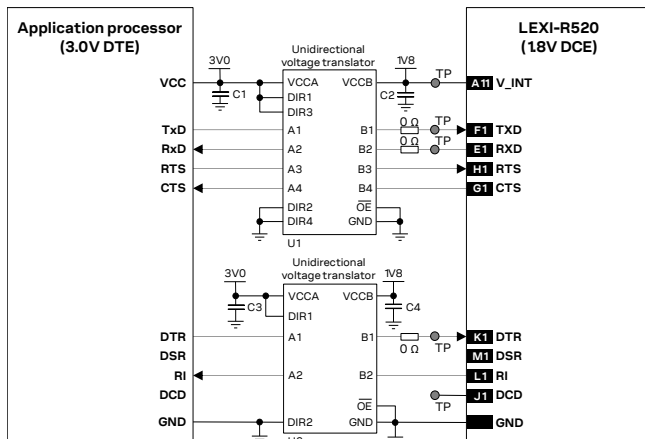 Application processor
(3.0V DTE)
LEXI-R520
(1.8V DCE)
Unidirectional
voltage translator
3V0
1V8
TP
VCC
VCCA
VCCB
A11 V_INT
C1
DIR1
C2
DIR3
0 Ω
TP
TxD
A1
B1
F1 TXD
0 Ω
TP
RxD
A2
B2
E1 RXD
RTS
A3
B3
H1 RTS
CTS
A4
B4
G1 CTS
DIR2
OE
DIR4
GND
U1
Unidirectional
voltage translator
3V0
1V8
VCCA
VCCB
C3
DIR1
C4
DTR
A1
B1
K1 DTR
0 Ω
TP
DSR
M1 DSR
RI
A2
B2
L1 RI
DCD
J1 DCD
TP
OE
GND
DIR2
GND
GND